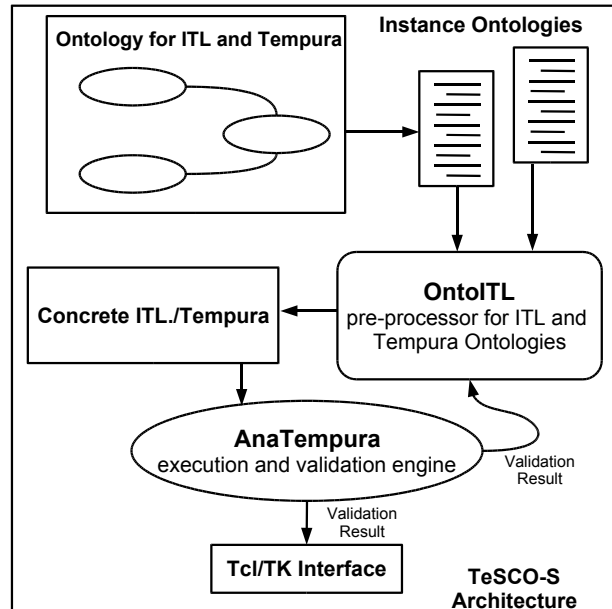 Ontology for ITL and Tempura
Instance Ontologies
OntoITL
pre-processor for ITL and
Tempura Ontologies
Concrete ITL./Tempura
AnaTempura
execution and validation engine
Validation
Result
Validation
Result
Tcl/TK Interface
TeSCO-S
Architecture